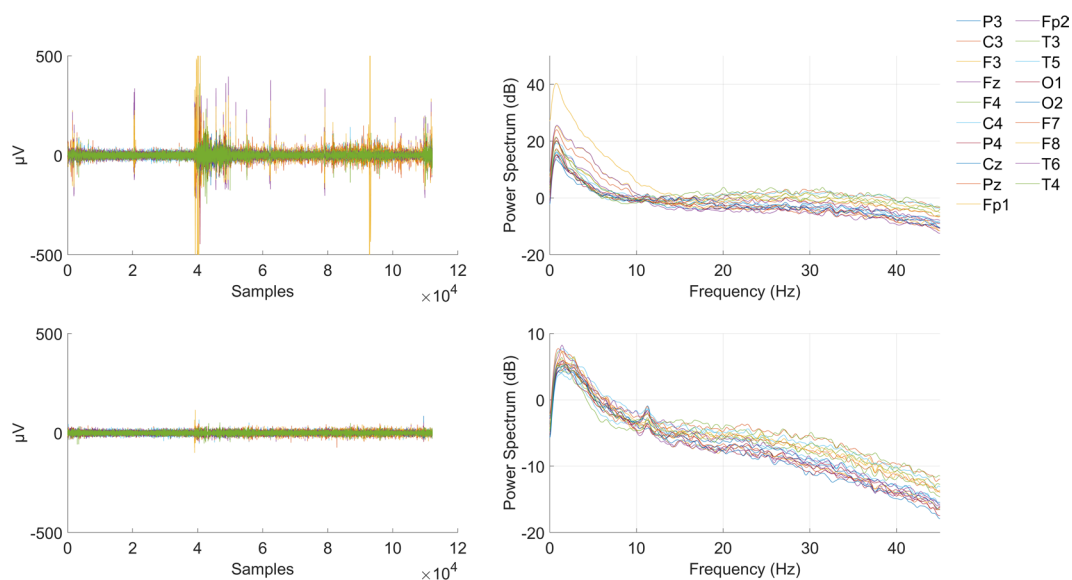 500
0
-500
µV
0 2 4 6 8 10 12
Samples
×10⁴
40
20
0
-20
Power Spectrum (dB)
0 10 20 30 40
Frequency (Hz)
P3 Fp2
C3 T3
F3 T5
Fz O1
F4 O2
C4 F7
P4 F8
Cz T6
Pz T4
Fp1
500
0
-500
µV
0 2 4 6 8 10 12
Samples
×10⁴
10
0
-10
-20
Power Spectrum (dB)
0 10 20 30 40
Frequency (Hz)